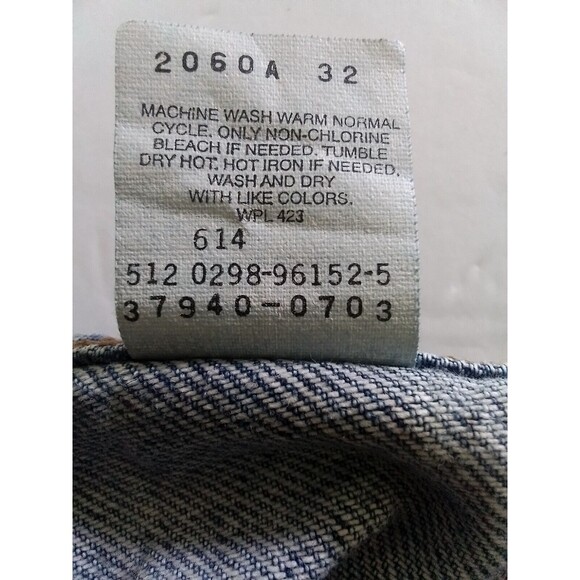 2060A 32
MACHINE WASH WARM NORMAL
CYCLE. ONLY NON-CHLORINE
BLEACH IF NEEDED. TUMBLE
DRY HOT. HOT IRON IF NEEDED.
WASH AND DRY
WITH LIKE COLORS.
WPL 423
614
512 0298-96152-5
37940-0703